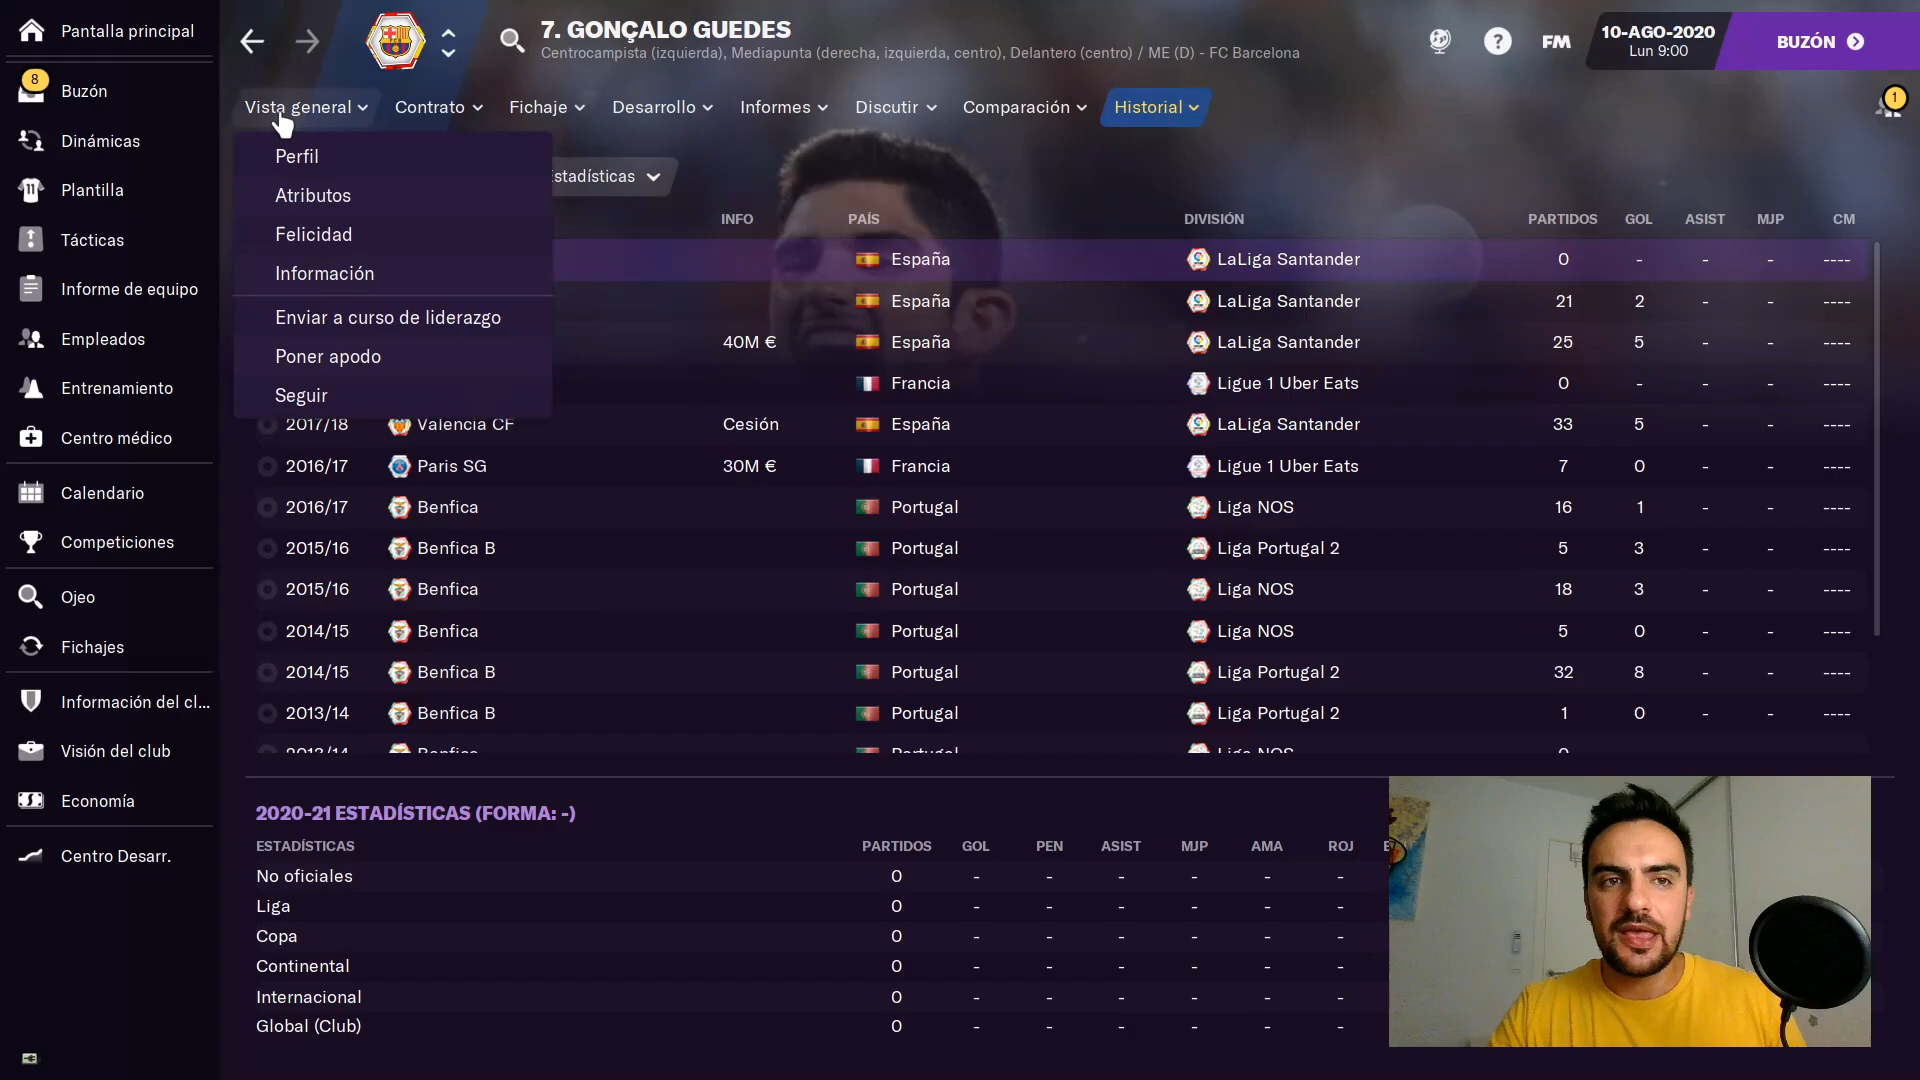 Pantalla principal
8
Buzón
Dinámicas
11
Plantilla
Tácticas
Informe de equipo
Empleados
Entrenamiento
Centro médico
Calendario
Competiciones
Ojeo
Fichajes
Información del cl...
Visión del club
Economía
Centro Desarr.
7. GONÇALO GUEDES
Centrocampista (izquierda), Mediapunta (derecha, izquierda, centro), Delantero (centro) / ME (D) - FC Barcelona
?
FM
10-AGO-2020
Lun 9:00
BUZÓN
Vista general Contrato Fichaje Desarrollo Informes Discutir Comparación Historial
1
Perfil
Atributos
Felicidad
Información
Enviar a curso de liderazgo
Poner apodo
Seguir
stadísticas
INFO PAÍS DIVISIÓN PARTIDOS GOL ASIST MJP CM
España LaLiga Santander 0 - - - ----
España LaLiga Santander 21 2 - - ----
40M € España LaLiga Santander 25 5 - - ----
Francia Ligue 1 Uber Eats 0 - - - ----
2017/18 Valencia CF Cesión España LaLiga Santander 33 5 - - ----
2016/17 Paris SG 30M € Francia Ligue 1 Uber Eats 7 0 - - ----
2016/17 Benfica Portugal Liga NOS 16 1 - - ----
2015/16 Benfica B Portugal Liga Portugal 2 5 3 - - ----
2015/16 Benfica Portugal Liga NOS 18 3 - - ----
2014/15 Benfica Portugal Liga NOS 5 0 - - ----
2014/15 Benfica B Portugal Liga Portugal 2 32 8 - - ----
2013/14 Benfica B Portugal Liga Portugal 2 1 0 - - ----
2013/14 Benfica Portugal Liga NOS 0
2020-21 ESTADÍSTICAS (FORMA: -)
ESTADÍSTICAS PARTIDOS GOL PEN ASIST MJP AMA ROJ
No oficiales 0 - - - - - -
Liga 0 - - - - - -
Copa 0 - - - - - -
Continental 0 - - - - - -
Internacional 0 - - - - - -
Global (Club) 0 - - - - - -